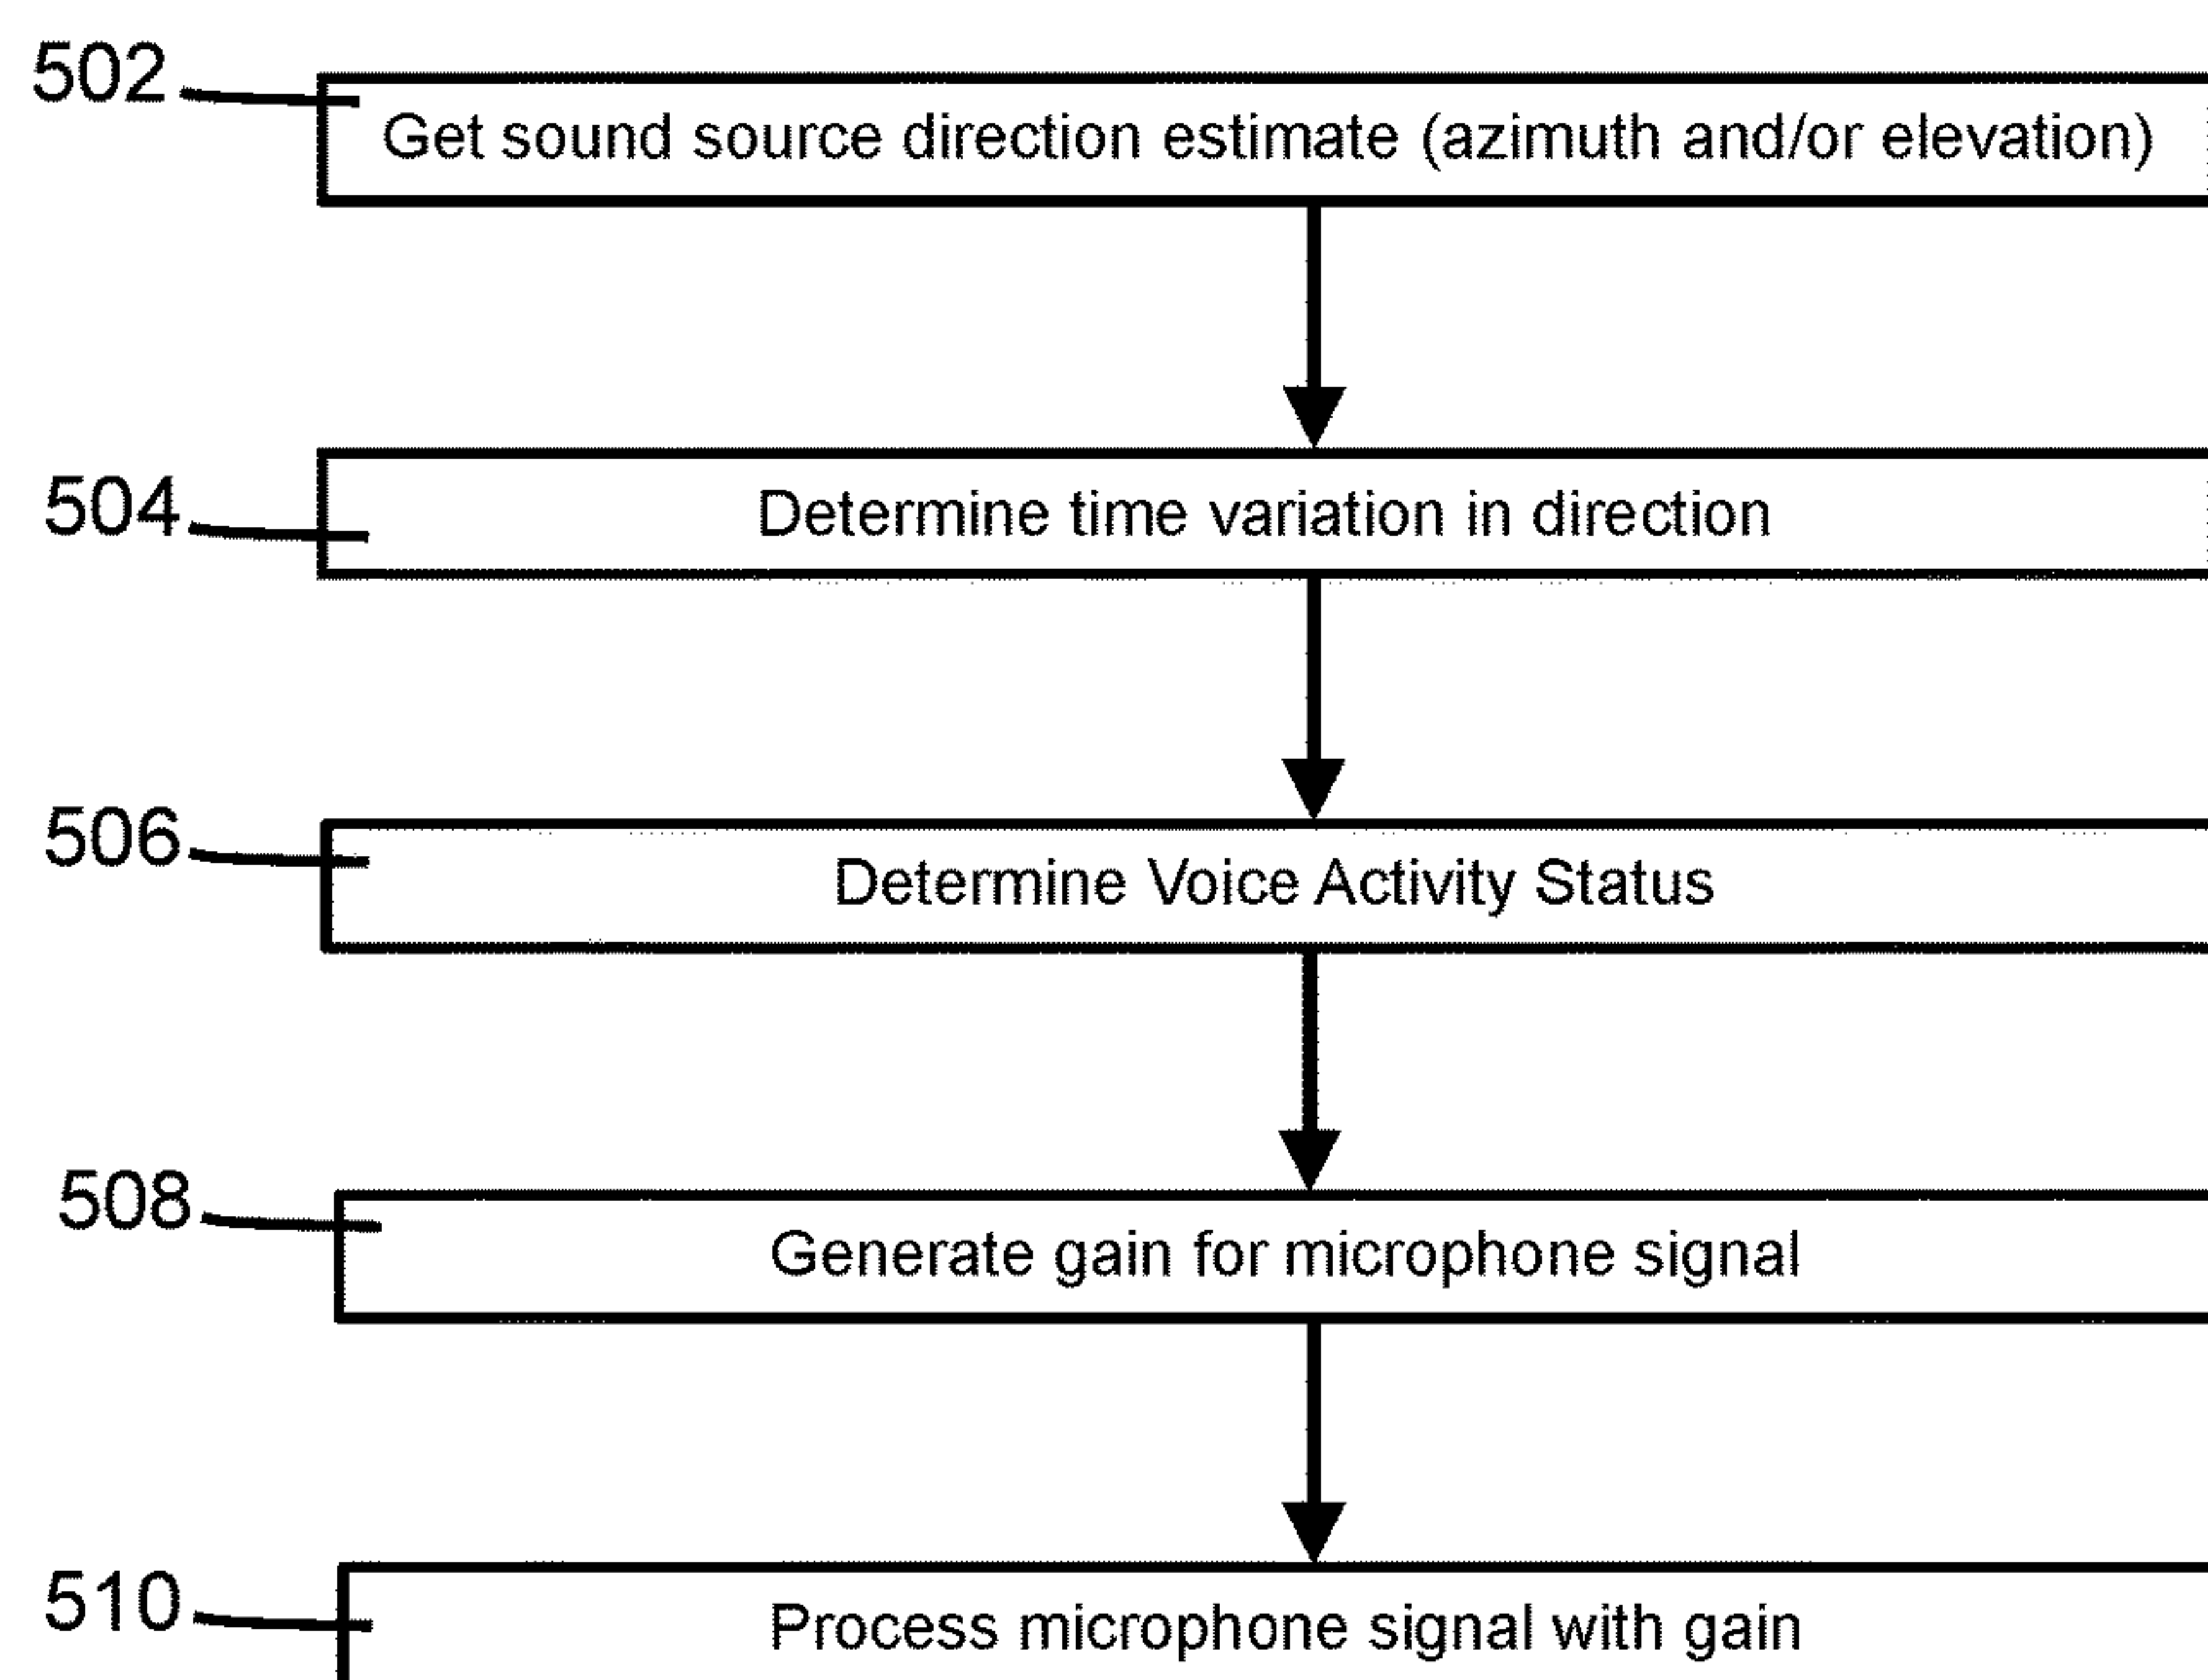 502
Get sound source direction estimate (azimuth and/or elevation)
504
Determine time variation in direction
506
Determine Voice Activity Status
508
Generate gain for microphone signal
510
Process microphone signal with gain